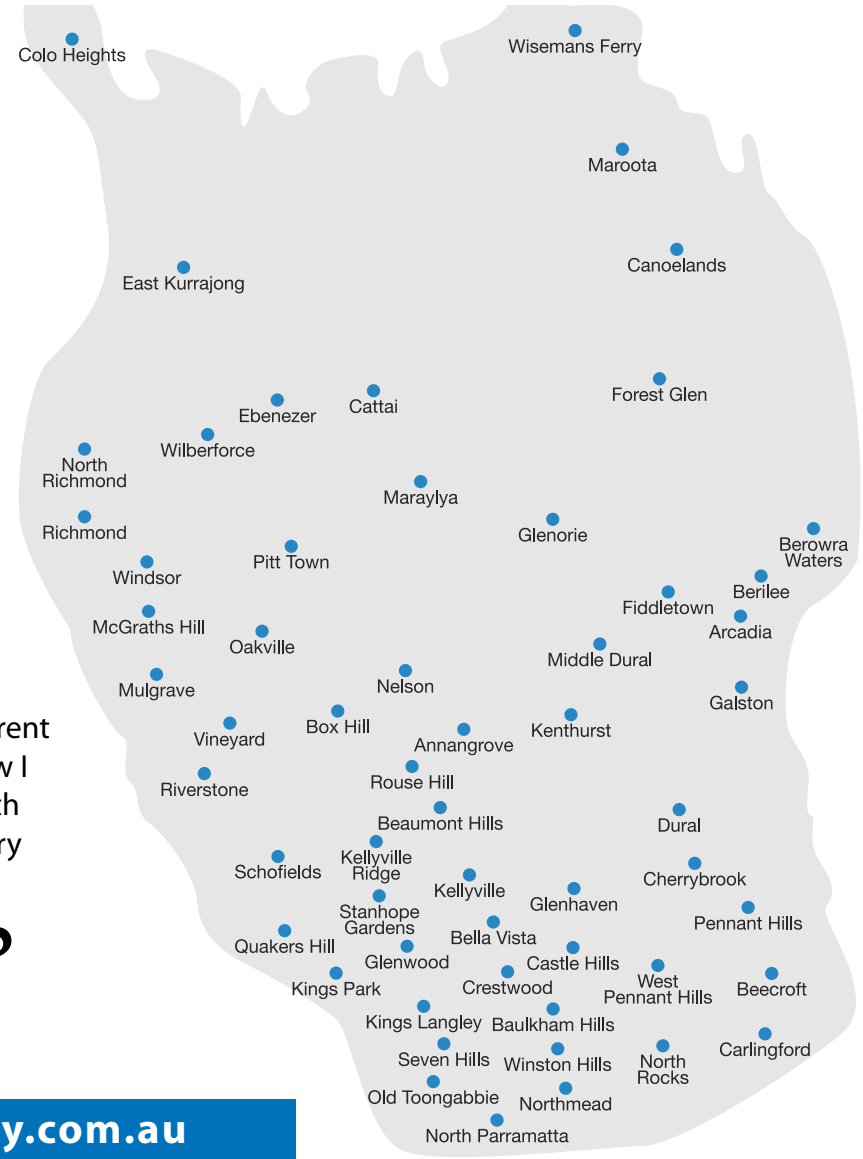 Colo Heights
Wisemans Ferry
Maroota
Canoelands
East Kurrajong
Forest Glen
Cattai
Ebenezer
Wilberforce
North
Richmond
Maraylya
Richmond
Glenorie
Berowra
Waters
Pitt Town
Windsor
Berilee
Fiddletown
McGraths Hill
Arcadia
Oakville
Middle Dural
Mulgrave
Nelson
Galston
rent
Vineyard
Box Hill
Annangrove
Kenthurst
w I
Riverstone
Rouse Hill
th
Beaumont Hills
Dural
ry
Schofields
Kellyville
Ridge
Kellyville
Cherrybrook
Glenhaven
Stanhope
Gardens
Pennant Hills
Quakers Hill
Bella Vista
Glenwood
Castle Hills
Kings Park
Crestwood
West
Pennant Hills
Beecroft
Kings Langley
Baulkham Hills
Carlingford
Seven Hills
Winston Hills
North
Rocks
Old Toongabbie
Northmead
North Parramatta
y.com.au